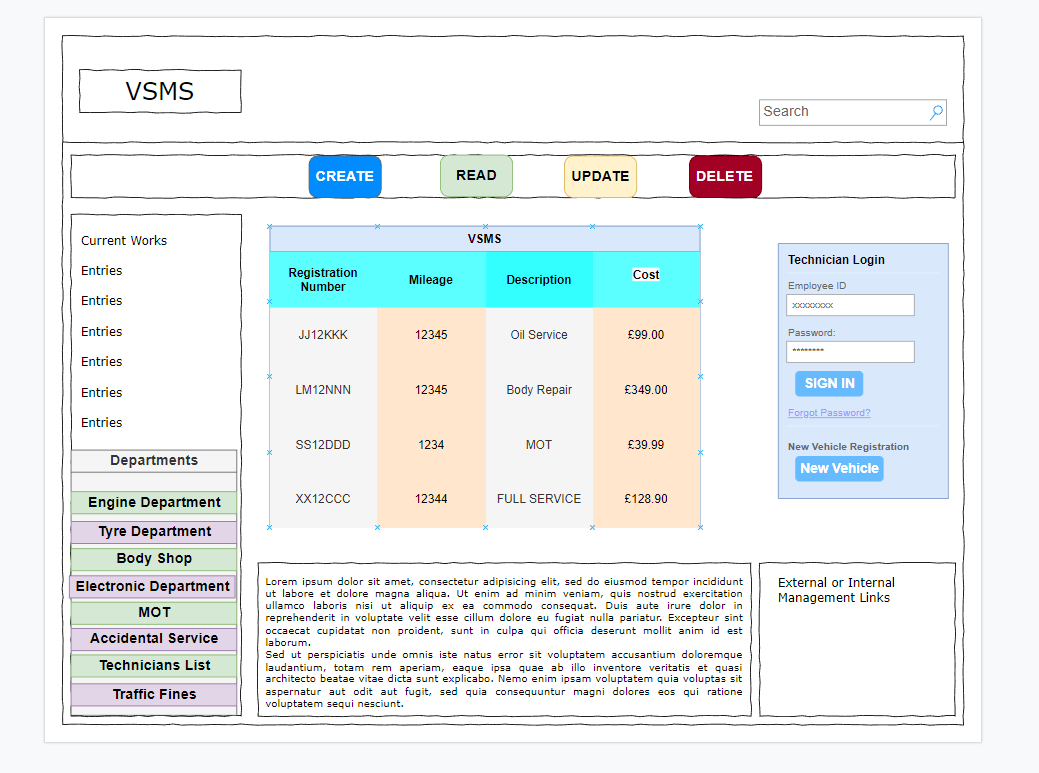 VSMS
Search
CREATE
READ
UPDATE
DELETE
Current Works
Entries
Entries
Entries
Entries
Entries
Entries
Departments
Engine Department
Tyre Department
Body Shop
Electronic Department
MOT
Accidental Service
Technicians List
Traffic Fines
VSMS
Registration Number Mileage Description Cost
JJ12KKK 12345 Oil Service £99.00
LM12NNN 12345 Body Repair £349.00
SS12DDD 1234 MOT £39.99
XX12CCC 12344 FULL SERVICE £128.90
Technician Login
Employee ID
xxxxxxxx
Password:
********
SIGN IN
Forgot Password?
New Vehicle Registration
New Vehicle
Lorem ipsum dolor sit amet, consectetur adipisicing elit, sed do eiusmod tempor incididunt
ut labore et dolore magna aliqua. Ut enim ad minim veniam, quis nostrud exercitation
ullamco laboris nisi ut aliquip ex ea commodo consequat. Duis aute irure dolor in
reprehenderit in voluptate velit esse cillum dolore eu fugiat nulla pariatur. Excepteur sint
occaecat cupidatat non proident, sunt in culpa qui officia deserunt mollit anim id est
laborum.
Sed ut perspiciatis unde omnis iste natus error sit voluptatem accusantium doloremque
laudantium, totam rem aperiam, eaque ipsa quae ab illo inventore veritatis et quasi
architecto beatae vitae dicta sunt explicabo. Nemo enim ipsam voluptatem quia voluptas sit
aspernatur aut odit aut fugit, sed quia consequuntur magni dolores eos qui ratione
voluptatem sequi nesciunt.
External or Internal
Management Links